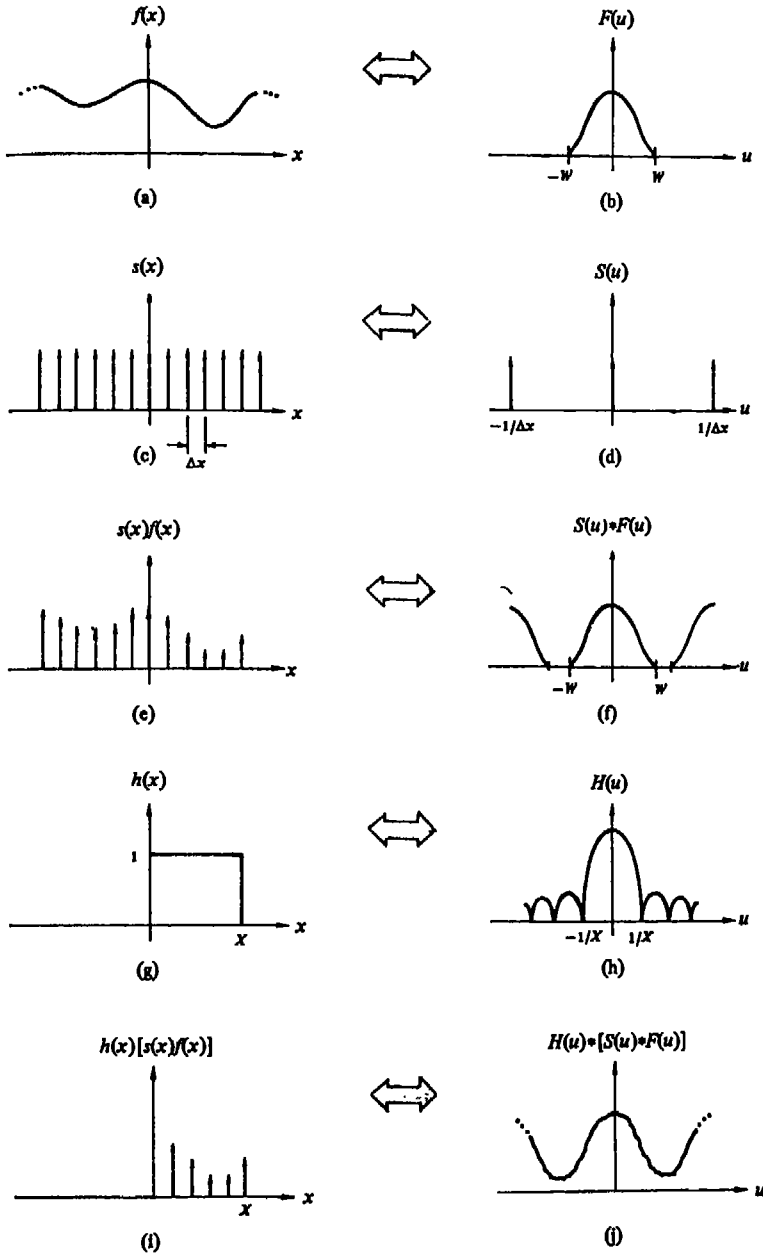 f(x)
F(u)
x
-W
W
u
(a)
(b)
s(x)
S(u)
x
u
Δx
-1/Δx
1/Δx
(c)
(d)
s(x)f(x)
S(u)*F(u)
x
-W
W
u
(e)
(f)
h(x)
H(u)
1
X
x
-1/X
1/X
u
(g)
(h)
h(x)[s(x)f(x)]
H(u)*[S(u)*F(u)]
X
x
u
(i)
(j)